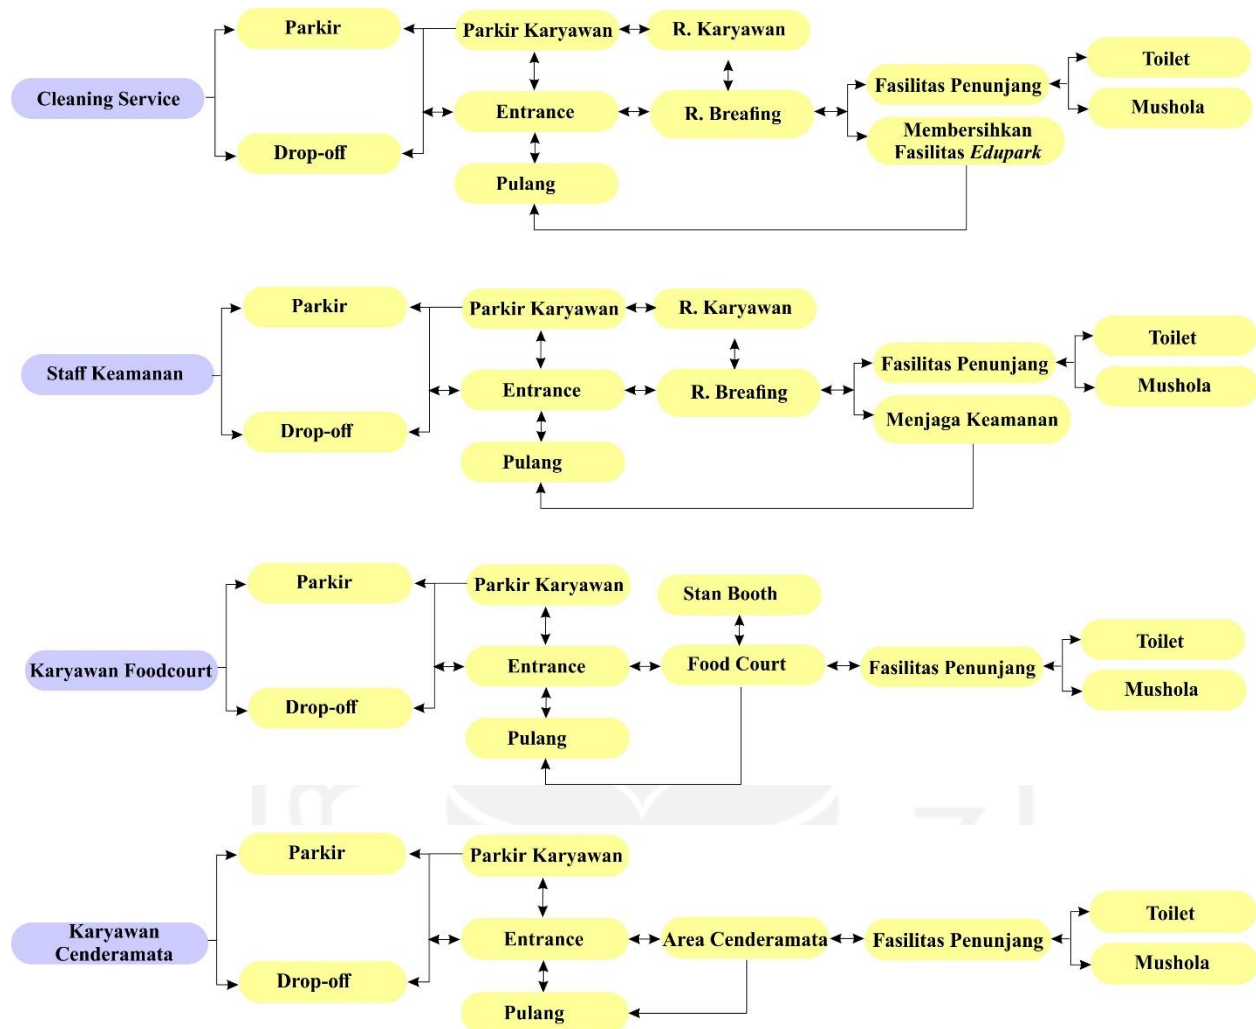 Parkir
Parkir Karyawan
R. Karyawan
Toilet
Cleaning Service
Fasilitas Penunjang
Entrance
R. Breafing
Mushola
Membersihkan
Fasilitas Edupark
Drop-off
Pulang
Parkir
Parkir Karyawan
R. Karyawan
Toilet
Staff Keamanan
Fasilitas Penunjang
Entrance
R. Breafing
Mushola
Menjaga Keamanan
Drop-off
Pulang
Parkir
Parkir Karyawan
Stan Booth
Toilet
Karyawan Foodcourt
Entrance
Food Court
Fasilitas Penunjang
Mushola
Drop-off
Pulang
Parkir
Parkir Karyawan
Toilet
Karyawan
Cenderamata
Entrance
Area Cenderamata
Fasilitas Penunjang
Mushola
Drop-off
Pulang